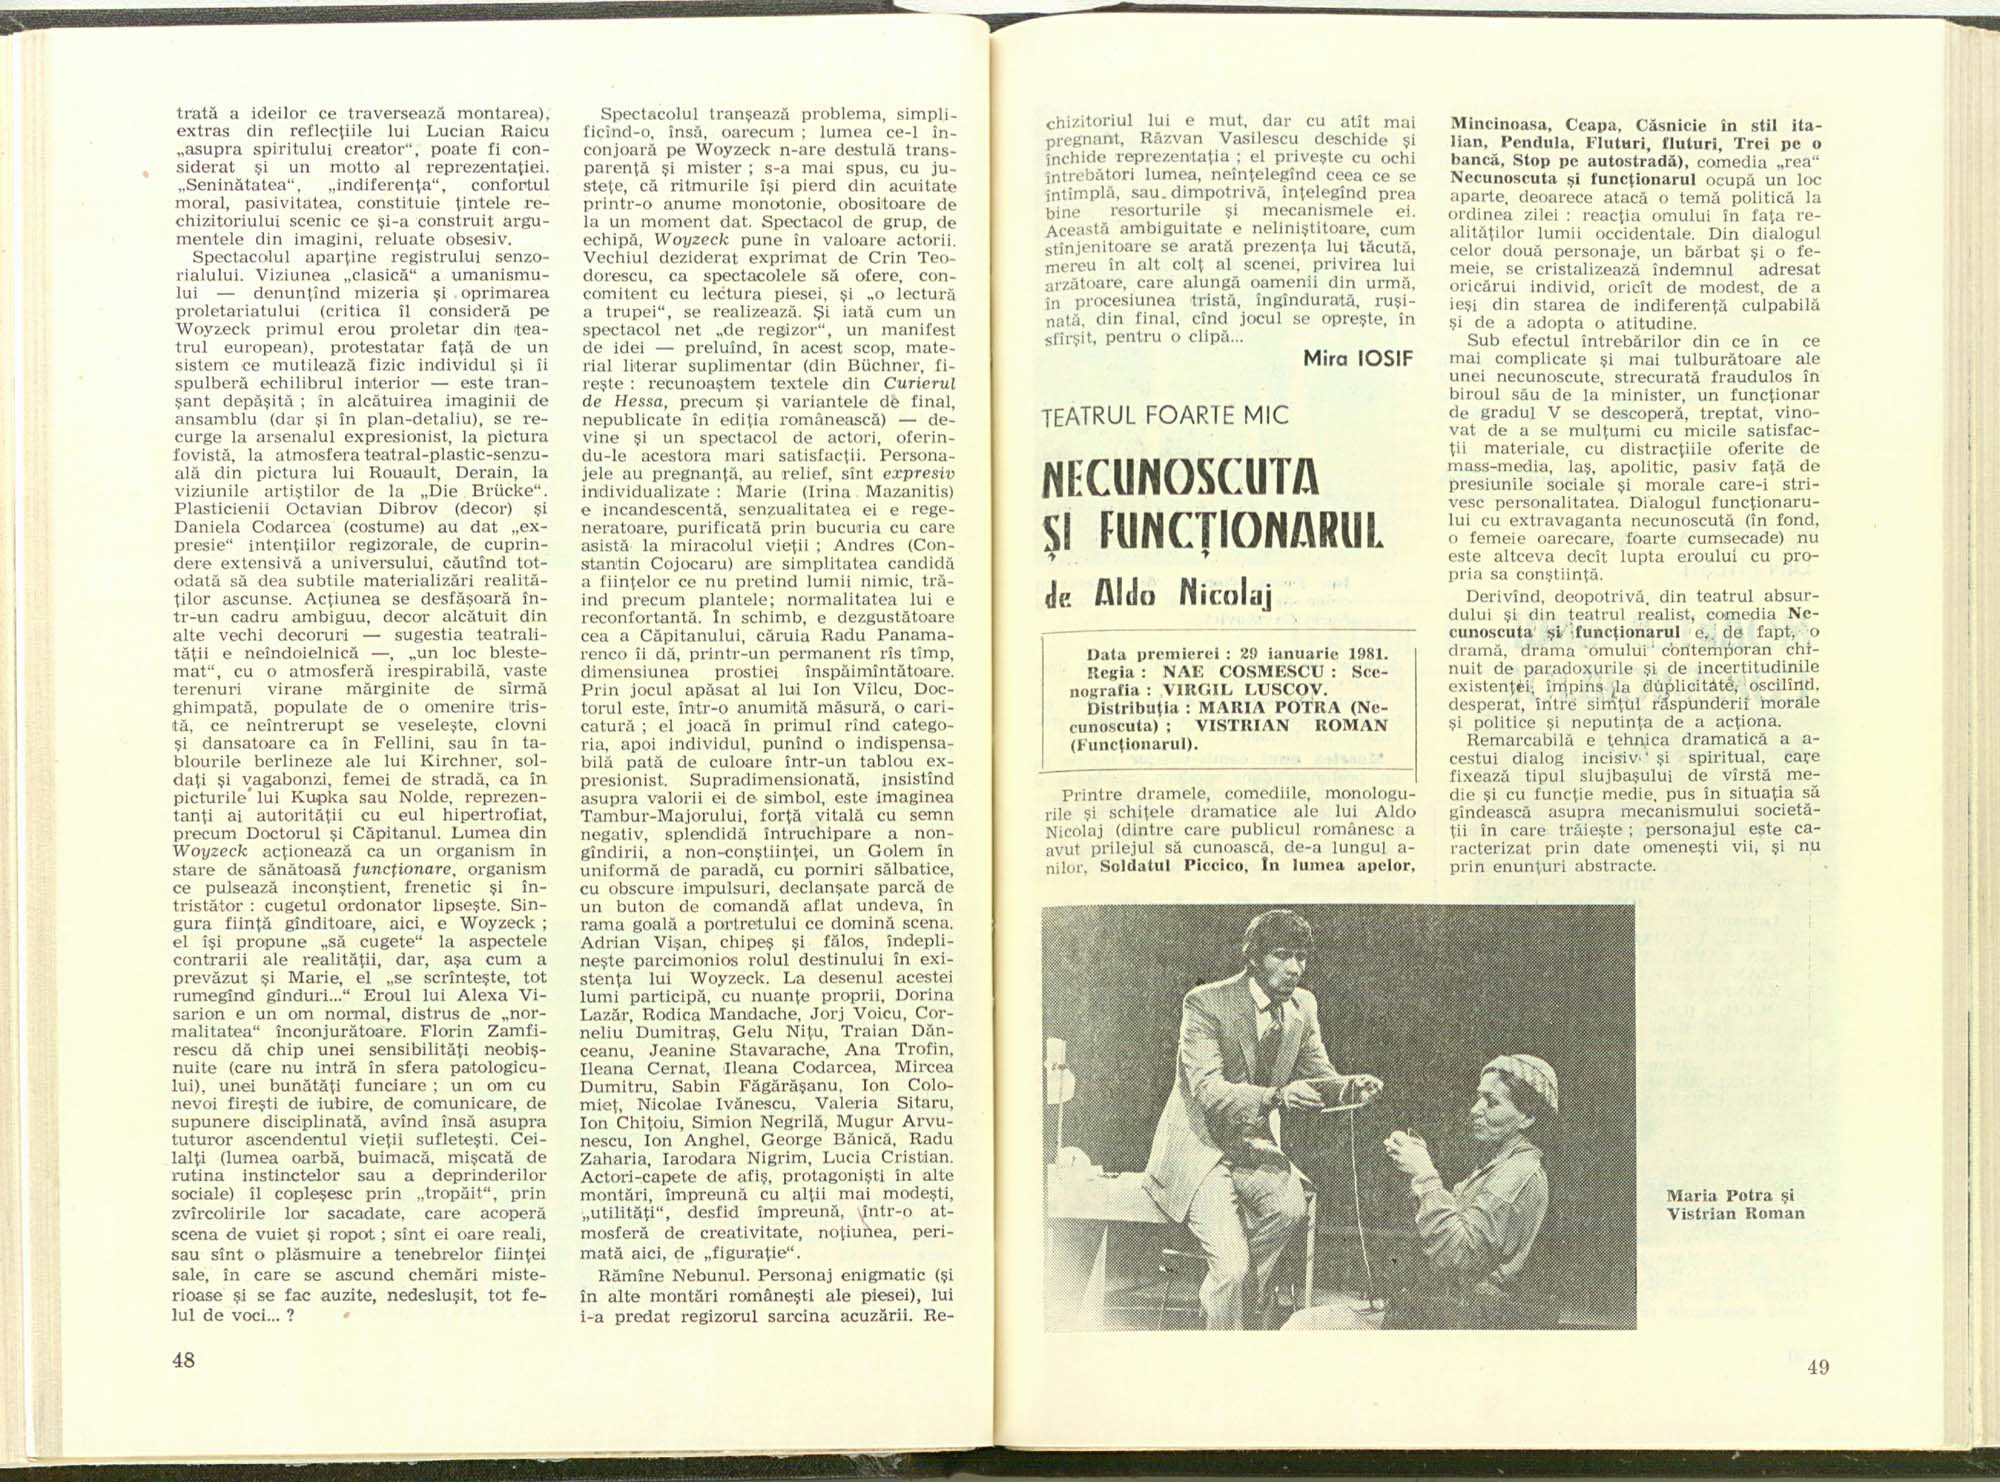 trată a ideilor ce traversează montarea),
extras din reflecțiile lui Lucian Raicu
„asupra spiritului creator“, poate fi con-
siderat și un motto al reprezentației.
„Seninătatea“, „indiferența“, confortul
moral, pasivitatea, constituie țintele re-
chizitoriului scenic ce și-a construit argu-
mentele din imagini, reluate obsesiv.
Spectacolul aparține registrului senzo-
rialului. Viziunea „clasică“ a umanismu-
lui — denunțînd mizeria și oprimarea
proletariatului (critica îl consideră pe
Woyzeck primul erou proletar din tea-
trul european), protestatar față de un
sistem ce mutilează fizic individul și îi
spulberă echilibrul interior — este tran-
șant depășită ; în alcătuirea imaginii de
ansamblu (dar și în plan-detaliu), se re-
curge la arsenalul expresionist, la pictura
fovistă, la atmosfera teatral-plastic-senzu-
ală din pictura lui Rouault, Derain, la
viziunile artiștilor de la „Die Brücke“.
Plasticienii Octavian Dibrov (decor) și
Daniela Codarcea (costume) au dat „ex-
presie“ intențiilor regizorale, de cuprin-
dere extensivă a universului, căutînd tot-
odată să dea subtile materializări realită-
ților ascunse. Acțiunea se desfășoară în-
tr-un cadru ambiguu, decor alcătuit din
alte vechi decoruri — sugestia teatrali-
tății e neîndoielnică —, „un loc bleste-
mat“, cu o atmosferă irespirabilă, vaste
terenuri virane mărginite de sîrmă
ghimpată, populate de o omenire tris-
tă, ce neîntrerupt se veselește, clovni
și dansatoare ca în Fellini, sau în ta-
blourile berlineze ale lui Kirchner, sol-
dați și vagabonzi, femei de stradă, ca în
picturile lui Kupka sau Nolde, reprezen-
tanți ai autorității cu eul hipertrofiat,
precum Doctorul și Căpitanul. Lumea din
Woyzeck acționează ca un organism în
stare de sănătoasă funcționare, organism
ce pulsează inconștient, frenetic și în-
tristător : cugetul ordonator lipsește. Sin-
gura ființă gînditoare, aici, e Woyzeck ;
el își propune „să cugete“ la aspectele
contrarii ale realității, dar, așa cum a
prevăzut și Marie, el „se scrîntește, tot
rumegînd gînduri...“ Eroul lui Alexa Vi-
sarion e un om normal, distrus de „nor-
malitatea“ înconjurătoare. Florin Zamfi-
rescu dă chip unei sensibilități neobiș-
nuite (care nu intră în sfera patologicu-
lui), unei bunătăți funciare ; un om cu
nevoi firești de iubire, de comunicare, de
supunere disciplinată, avînd însă asupra
tuturor ascendentul vieții sufletești. Cei-
lalți (lumea oarbă, buimacă, mișcată de
rutina instinctelor sau a deprinderilor
sociale) îl copleșesc prin „tropăit“, prin
zvîrcolirile lor sacadate, care acoperă
scena de vuiet și ropot ; sînt ei oare reali,
sau sînt o plăsmuire a tenebrelor ființei
sale, în care se ascund chemări miste-
rioase și se fac auzite, nedeslușit, tot fe-
lul de voci... ?
48
Spectacolul tranșează problema, simpli-
ficînd-o, însă, oarecum ; lumea ce-l în-
conjoară pe Woyzeck n-are destulă trans-
parență și mister ; s-a mai spus, cu ju-
stețe, că ritmurile își pierd din acuitate
printr-o anume monotonie, obositoare de
la un moment dat. Spectacol de grup, de
echipă, Woyzeck pune în valoare actorii.
Vechiul deziderat exprimat de Crin Teo-
dorescu, ca spectacolele să ofere, con-
comitent cu lectura piesei, și „o lectură
a trupei“, se realizează. Și iată cum un
spectacol net „de regizor“, un manifest
de idei — preluînd, în acest scop, mate-
rial literar suplimentar (din Büchner, fi-
rește : recunoaștem textele din Curierul
de Hessa, precum și variantele de final,
nepublicate în ediția românească) — de-
vine și un spectacol de actori, oferin-
du-le acestora mari satisfacții. Persona-
jele au pregnanță, au relief, sînt expresiv
individualizate : Marie (Irina Mazanitis)
e incandescentă, senzualitatea ei e rege-
neratoare, purificată prin bucuria cu care
asistă la miracolul vieții ; Andres (Con-
stantin Cojocaru) are simplitatea candidă
a ființelor ce nu pretind lumii nimic, tră-
ind precum plantele; normalitatea lui e
reconfortantă. În schimb, e dezgustătoare
cea a Căpitanului, căruia Radu Panama-
renco îi dă, printr-un permanent rîs tîmp,
dimensiunea prostiei înspăimîntătoare.
Prin jocul apăsat al lui Ion Vîlcu, Doc-
torul este, într-o anumită măsură, o cari-
catură ; el joacă în primul rînd catego-
ria, apoi individul, punînd o indispensa-
bilă pată de culoare într-un tablou ex-
presionist. Supradimensionată, insistînd
asupra valorii ei de simbol, este imaginea
Tambur-Majorului, forță vitală cu semn
negativ, splendidă întruchipare a non-
gîndirii, a non-conștiinței, un Golem în
uniformă de paradă, cu porniri sălbatice,
cu obscure impulsuri, declanșate parcă de
un buton de comandă aflat undeva, în
rama goală a portretului ce domină scena.
Adrian Vișan, chipeș și fălos, îndepli-
nește parcimonios rolul destinului în exi-
stența lui Woyzeck. La desenul acestei
lumi participă, cu nuanțe proprii, Dorina
Lazăr, Rodica Mandache, Jorj Voicu, Cor-
neliu Dumitraș, Gelu Nițu, Traian Dăn-
ceanu, Jeanine Stavarache, Ana Trofin,
Ileana Cernat, Ileana Codarcea, Mircea
Dumitru, Sabin Făgărășanu, Ion Colo-
mieț, Nicolae Ivănescu, Valeria Sitaru,
Ion Chițoiu, Simion Negrilă, Mugur Arvu-
nescu, Ion Anghel, George Bănică, Radu
Zaharia, Iarodara Nigrim, Lucia Cristian.
Actori-capete de afiș, protagoniști în alte
montări, împreună cu alții mai modești,
„utilități“, desfid împreună, într-o at-
mosferă de creativitate, noțiunea, peri-
mată aici, de „figurație“.
Rămîne Nebunul. Personaj enigmatic (și
în alte montări românești ale piesei), lui
i-a predat regizorul sarcina acuzării. Re-
chizitoriul lui e mut, dar cu atît mai
pregnant, Răzvan Vasilescu deschide și
închide reprezentația ; el privește cu ochi
întrebători lumea, neînțelegînd ceea ce se
întîmplă, sau dimpotrivă, înțelegînd prea
bine resorturile și mecanismele ei.
Această ambiguitate e neliniștitoare, cum
stînjenitoare se arată prezența lui tăcută,
mereu în alt colț al scenei, privirea lui
arzătoare, care alungă oamenii din urmă,
în procesiunea tristă, îngîndurată, ruși-
nată, din final, cînd jocul se oprește, în
sfîrșit, pentru o clipă...
Mira IOSIF
TEATRUL FOARTE MIC
NECUNOSCUTA
ȘI FUNCȚIONARUL
de Aldo Nicolaj
Data premierei : 29 ianuarie 1981.
Regia : NAE COSMESCU : Sce-
nografia : VIRGIL LUSCOV.
Distribuția : MARIA POTRA (Ne-
cunoscuta) ; VISTRIAN ROMAN
(Funcționarul).
Printre dramele, comediile, monologu-
rile și schițele dramatice ale lui Aldo
Nicolaj (dintre care publicul românesc a
avut prilejul să cunoască, de-a lungul a-
nilor, Soldatul Piccico, În lumea apelor,
Mincinoasa, Ceapa, Căsnicie în stil ita-
lian, Pendula, Fluturi, fluturi, Trei pe o
bancă, Stop pe autostradă), comedia „rea“
Necunoscuta și funcționarul ocupă un loc
aparte, deoarece atacă o temă politică la
ordinea zilei : reacția omului în fața re-
alităților lumii occidentale. Din dialogul
celor două personaje, un bărbat și o fe-
meie, se cristalizează îndemnul adresat
oricărui individ, oricît de modest, de a
ieși din starea de indiferență culpabilă
și de a adopta o atitudine.
Sub efectul întrebărilor din ce în ce
mai complicate și mai tulburătoare ale
unei necunoscute, strecurată fraudulos în
biroul său de la minister, un funcționar
de gradul V se descoperă, treptat, vino-
vat de a se mulțumi cu micile satisfac-
ții materiale, cu distracțiile oferite de
mass-media, laș, apolitic, pasiv față de
presiunile sociale și morale care-i stri-
vesc personalitatea. Dialogul funcționaru-
lui cu extravaganta necunoscută (în fond,
o femeie oarecare, foarte cumsecade) nu
este altceva decît lupta eroului cu pro-
pria sa conștiință.
Derivînd, deopotrivă, din teatrul absur-
dului și din teatrul realist, comedia Ne-
cunoscuta și funcționarul e, de fapt, o
dramă, drama omului contemporan chi-
nuit de paradoxurile și de incertitudinile
existenței, împins la duplicitate, oscilînd,
desperat, între simțul răspunderii morale
și politice și neputința de a acționa.
Remarcabilă e tehnica dramatică a a-
cestui dialog incisiv și spiritual, care
fixează tipul slujbașului de vîrstă me-
die și cu funcție medie, pus în situația să
gîndească asupra mecanismului societă-
ții în care trăiește ; personajul este ca-
racterizat prin date omenești vii, și nu
prin enunțuri abstracte.
Maria Potra și
Vistrian Roman
49